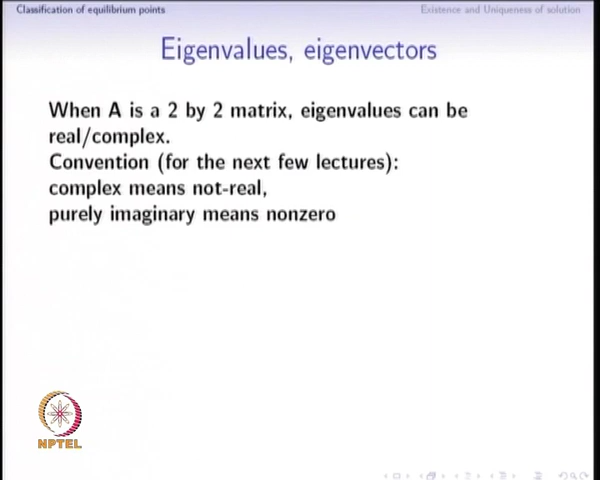 Classification of equilibrium points
Existence and Uniqueness of solution
Eigenvalues, eigenvectors
When A is a 2 by 2 matrix, eigenvalues can be
real/complex.
Convention (for the next few lectures):
complex means not-real,
purely imaginary means nonzero
NPTEL